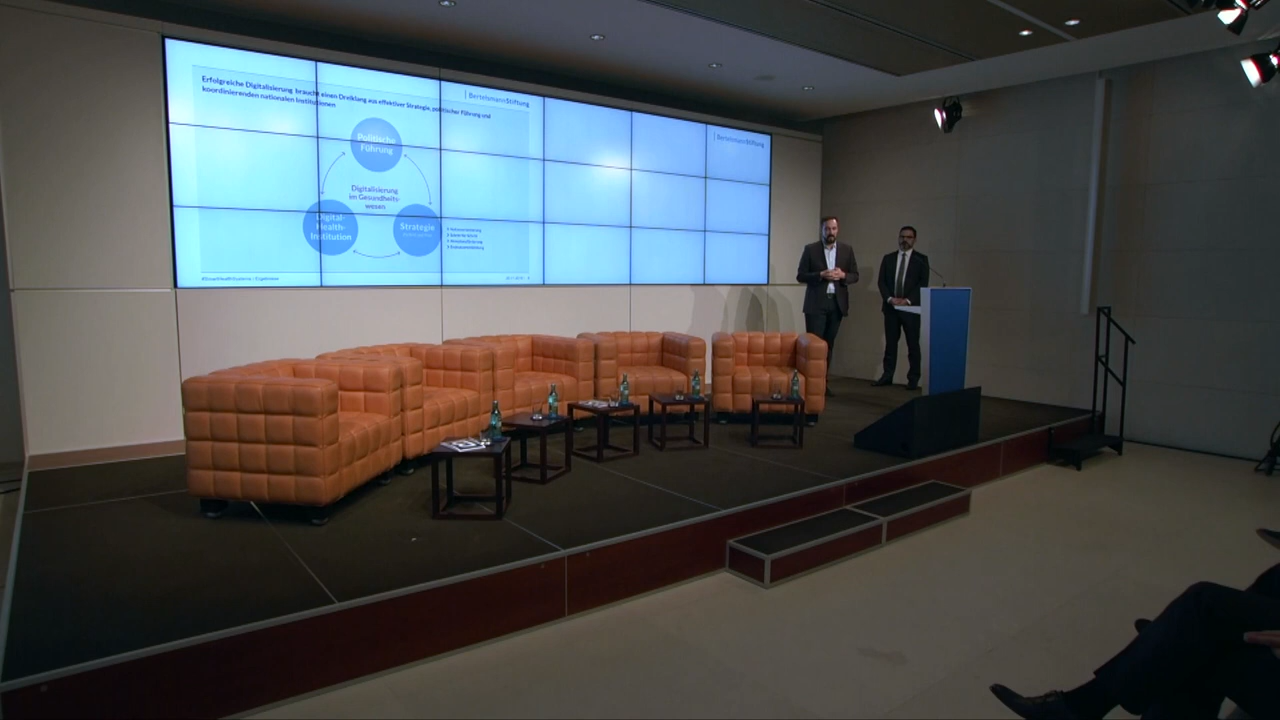 Erfolgreiche Digitalisierung braucht einen Dreiklang aus effektiver Strategie, politischer Führung und
koordinierenden nationalen Institutionen
BertelsmannStiftung
BertelsmannStiftung
Politische
Führung
Digitalisierung
im Gesundheits-
wesen
Digital-
Health-
Institution
Strategie